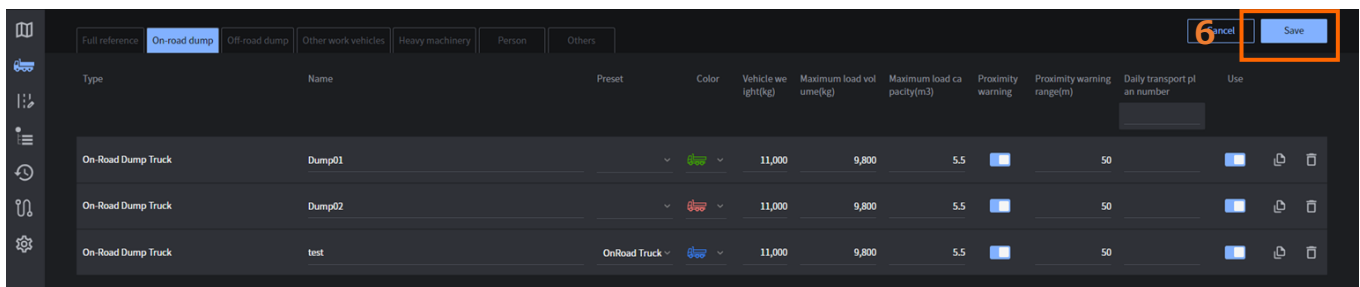 Full reference On-road dump Off-road dump Other work vehicles Heavy machinery Person Others 6 Cancel Save
Type Name Preset Color Vehicle we Maximum load vol Maximum load ca Proximity Proximity warning Daily transport pl Use
ight(kg) ume(kg) pacity(m3) warning range(m) an number
On-Road Dump Truck Dump01 11,000 9,800 5.5 50
On-Road Dump Truck Dump02 11,000 9,800 5.5 50
On-Road Dump Truck test OnRoad Truck 11,000 9,800 5.5 50